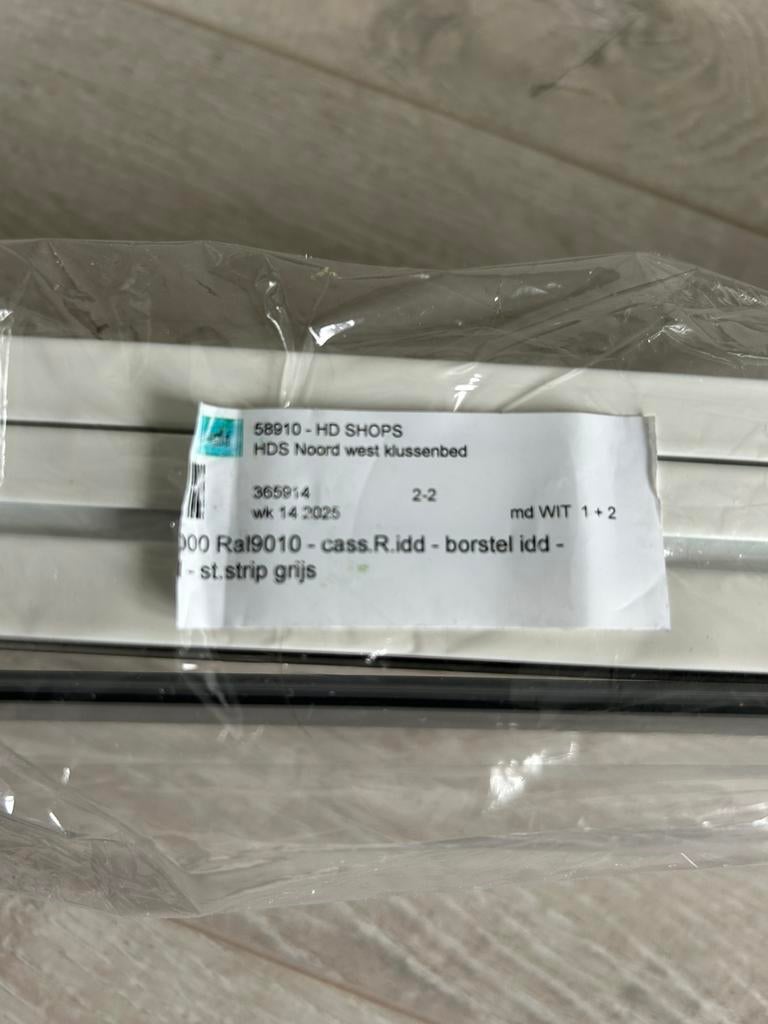 58910 - HD SHOPS
HDS Noord west klussenbed
365914 2-2
wk 14 2025 md WIT 1 + 2
Ral9010 - cass.R.idd - borstel idd -
- st.strip grijs